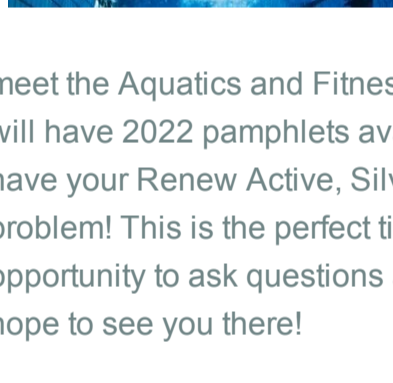 meet the Aquatics and Fitnes
will have 2022 pamphlets av
have your Renew Active, Silv
problem! This is the perfect ti
opportunity to ask questions
hope to see you there!